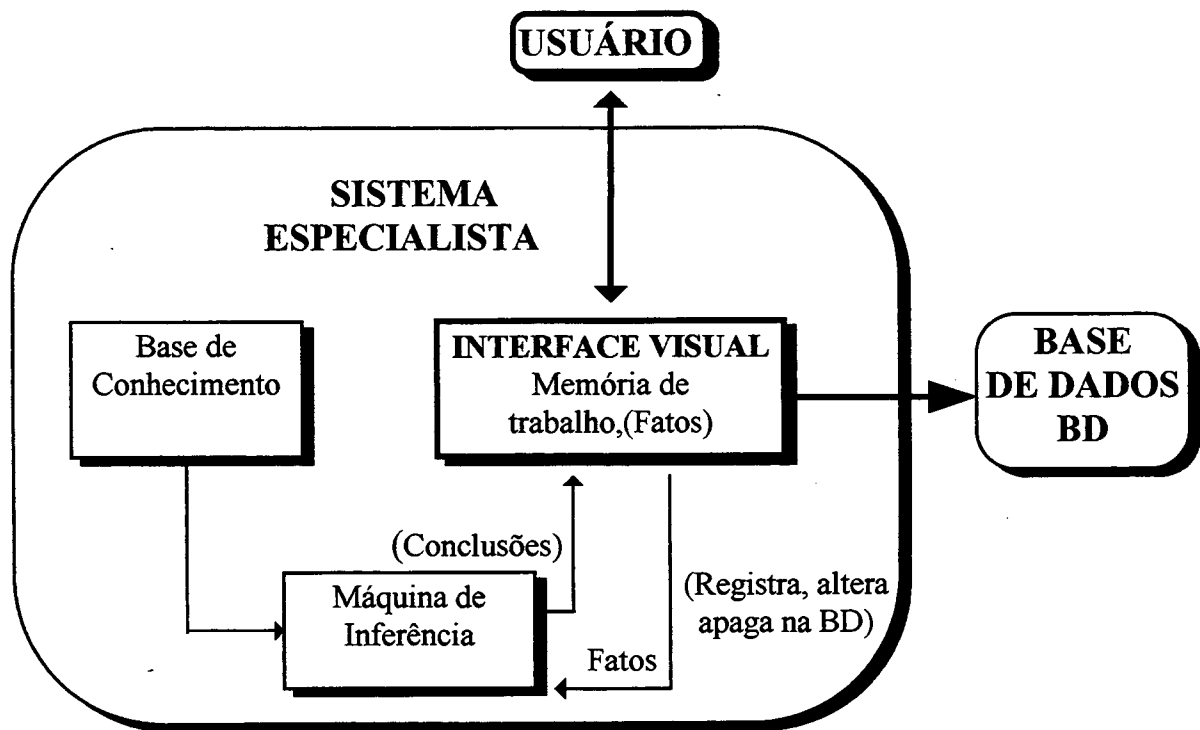 USUÁRIO
SISTEMA
ESPECIALISTA
Base de
Conhecimento
INTERFACE VISUAL
Memória de
trabalho,(Fatos)
BASE
DE DADOS
BD
(Conclusões)
Máquina de
Inferência
(Registra, altera
apaga na BD)
Fatos